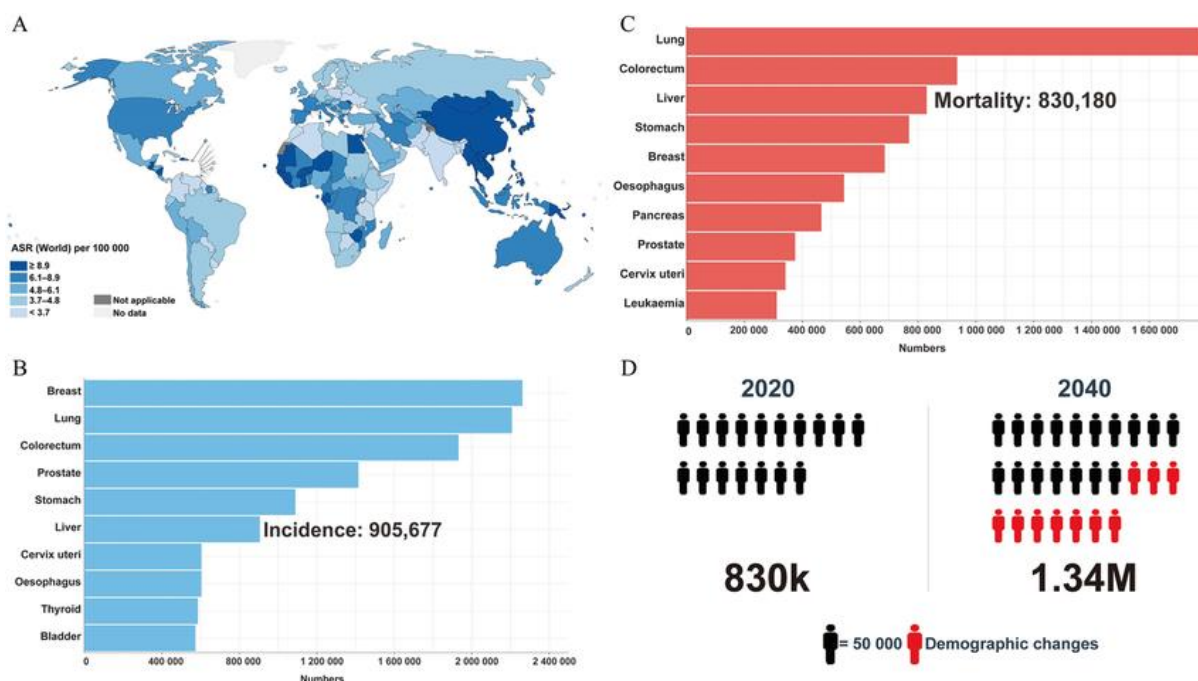 A
ASR (World) per 100 000
≥ 8.9
6.1–8.9
4.8–6.1
3.7–4.8
< 3.7
Not applicable
No data
B
Breast
Lung
Colorectum
Prostate
Stomach
Liver
Incidence: 905,677
Cervix uteri
Oesophagus
Thyroid
Bladder
0 400 000 800 000 1 200 000 1 600 000 2 000 000 2 400 000
Numbers
C
Lung
Colorectum
Liver
Mortality: 830,180
Stomach
Breast
Oesophagus
Pancreas
Prostate
Cervix uteri
Leukaemia
0 200 000 400 000 600 000 800 000 1 000 000 1 200 000 1 400 000 1 600 000
Numbers
D
2020 2040
830k 1.34M
= 50 000 Demographic changes